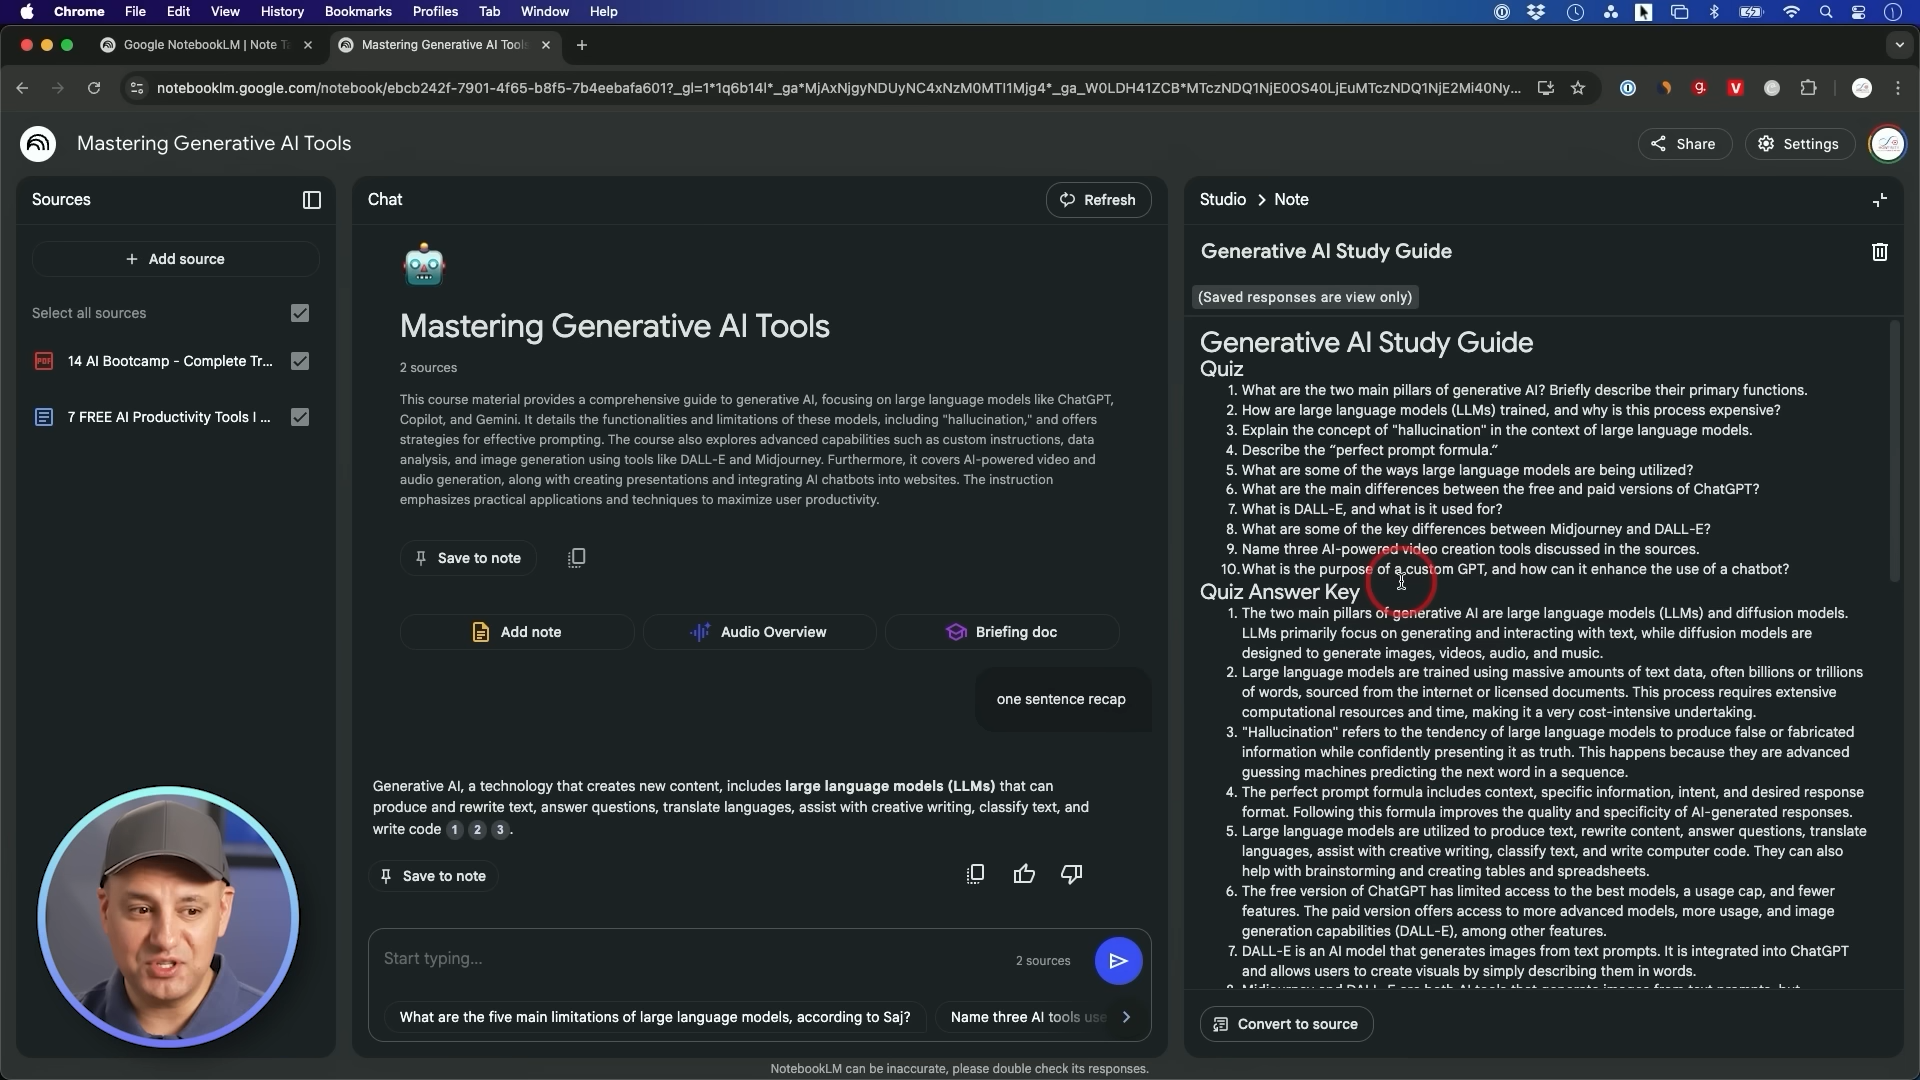 Chrome File Edit View History Bookmarks Profiles Tab Window Help
Google NotebookLM | Note T
Mastering Generative AI Tools
notebooklm.google.com/notebook/ebcb242f-7901-4f65-b8f5-7b4eebafa601?_gl=1*1q6b14l*_ga*MjAxNjgyNDUyNC4xNzM0MTI1Mjg4*_ga_W0LDH41ZCB*MTczNDQ1NjE0OS40LjEuMTczNDQ1NjE2Mi40Ny...
Mastering Generative AI Tools
Share
Settings
Sources
Add source
Select all sources
PDF
14 AI Bootcamp - Complete Tr...
7 FREE AI Productivity Tools I ...
Chat
Refresh
Mastering Generative AI Tools
2 sources
This course material provides a comprehensive guide to generative AI, focusing on large language models like ChatGPT,
Copilot, and Gemini. It details the functionalities and limitations of these models, including "hallucination," and offers
strategies for effective prompting. The course also explores advanced capabilities such as custom instructions, data
analysis, and image generation using tools like DALL-E and Midjourney. Furthermore, it covers AI-powered video and
audio generation, along with creating presentations and integrating AI chatbots into websites. The instruction
emphasizes practical applications and techniques to maximize user productivity.
Save to note
Add note
Audio Overview
Briefing doc
one sentence recap
Generative AI, a technology that creates new content, includes large language models (LLMs) that can
produce and rewrite text, answer questions, translate languages, assist with creative writing, classify text, and
write code 1 2 3.
Save to note
Start typing...
2 sources
What are the five main limitations of large language models, according to Saj?
Name three AI tools use
Studio > Note
Generative AI Study Guide
(Saved responses are view only)
Generative AI Study Guide
Quiz
1. What are the two main pillars of generative AI? Briefly describe their primary functions.
2. How are large language models (LLMs) trained, and why is this process expensive?
3. Explain the concept of "hallucination" in the context of large language models.
4. Describe the “perfect prompt formula.”
5. What are some of the ways large language models are being utilized?
6. What are the main differences between the free and paid versions of ChatGPT?
7. What is DALL-E, and what is it used for?
8. What are some of the key differences between Midjourney and DALL-E?
9. Name three AI-powered video creation tools discussed in the sources.
10. What is the purpose of a custom GPT, and how can it enhance the use of a chatbot?
Quiz Answer Key
1. The two main pillars of generative AI are large language models (LLMs) and diffusion models.
LLMs primarily focus on generating and interacting with text, while diffusion models are
designed to generate images, videos, audio, and music.
2. Large language models are trained using massive amounts of text data, often billions or trillions
of words, sourced from the internet or licensed documents. This process requires extensive
computational resources and time, making it a very cost-intensive undertaking.
3. "Hallucination" refers to the tendency of large language models to produce false or fabricated
information while confidently presenting it as truth. This happens because they are advanced
guessing machines predicting the next word in a sequence.
4. The perfect prompt formula includes context, specific information, intent, and desired response
format. Following this formula improves the quality and specificity of AI-generated responses.
5. Large language models are utilized to produce text, rewrite content, answer questions, translate
languages, assist with creative writing, classify text, and write computer code. They can also
help with brainstorming and creating tables and spreadsheets.
6. The free version of ChatGPT has limited access to the best models, a usage cap, and fewer
features. The paid version offers access to more advanced models, more usage, and image
generation capabilities (DALL-E), among other features.
7. DALL-E is an AI model that generates images from text prompts. It is integrated into ChatGPT
and allows users to create visuals by simply describing them in words.
Convert to source
NotebookLM can be inaccurate, please double check its responses.